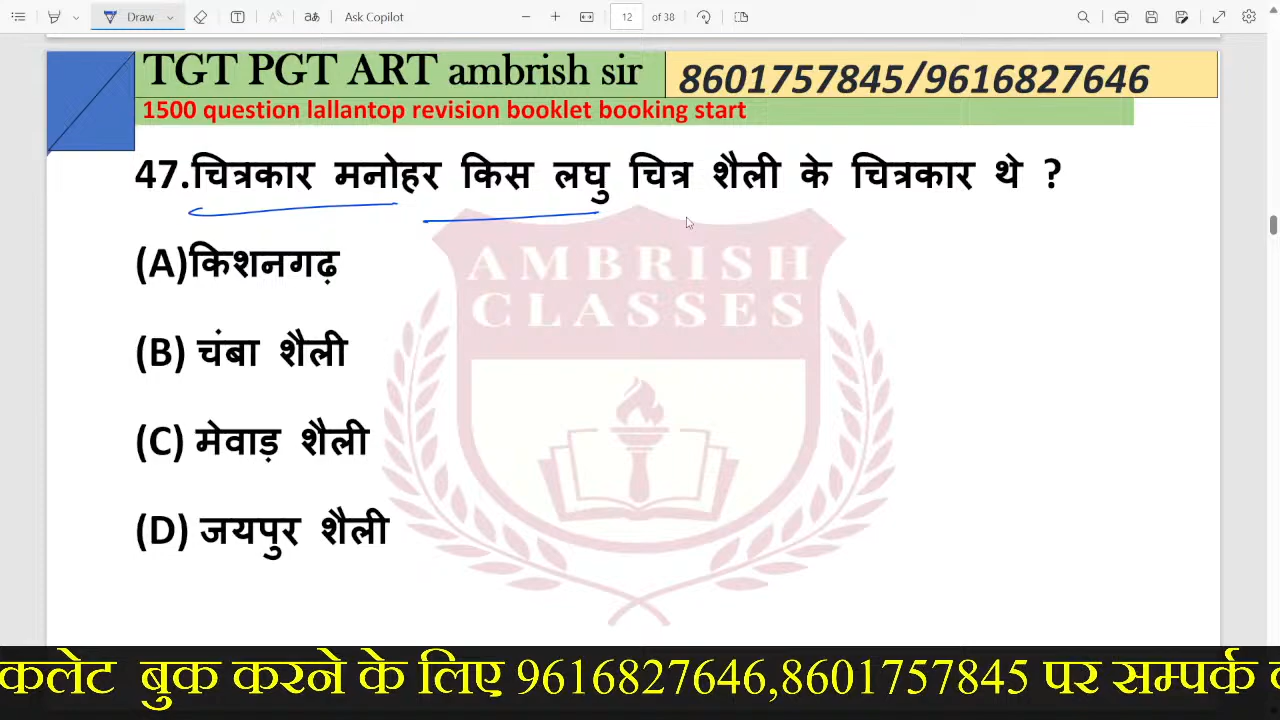 Draw
Ask Copilot
12
of 38
TGT PGT ART ambrish sir
8601757845/9616827646
1500 question lallantop revision booklet booking start
47.चित्रकार मनोहर किस लघु चित्र शैली के चित्रकार थे ?
AMBRISH
CLASSES
(A)किशनगढ़
(B) चंबा शैली
(C) मेवाड़ शैली
(D) जयपुर शैली
कलेट बुक करने के लिए 9616827646,8601757845 पर सम्पर्क